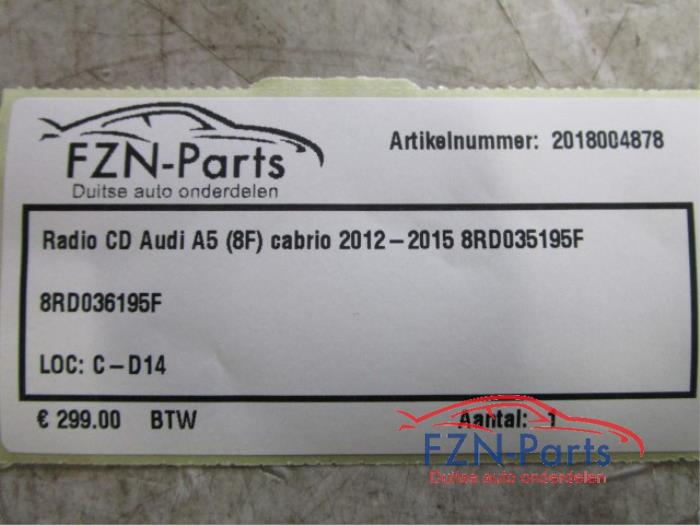 FZN-Parts
Duitse auto onderdelen
Artikelnummer: 2018004878
Radio CD Audi A5 (8F) cabrio 2012-2015 8RD035195F
8RD036195F
LOC: C-D14
€ 299.00 BTW
Aantal: 1
FZN-Parts
Duitse auto onderdelen